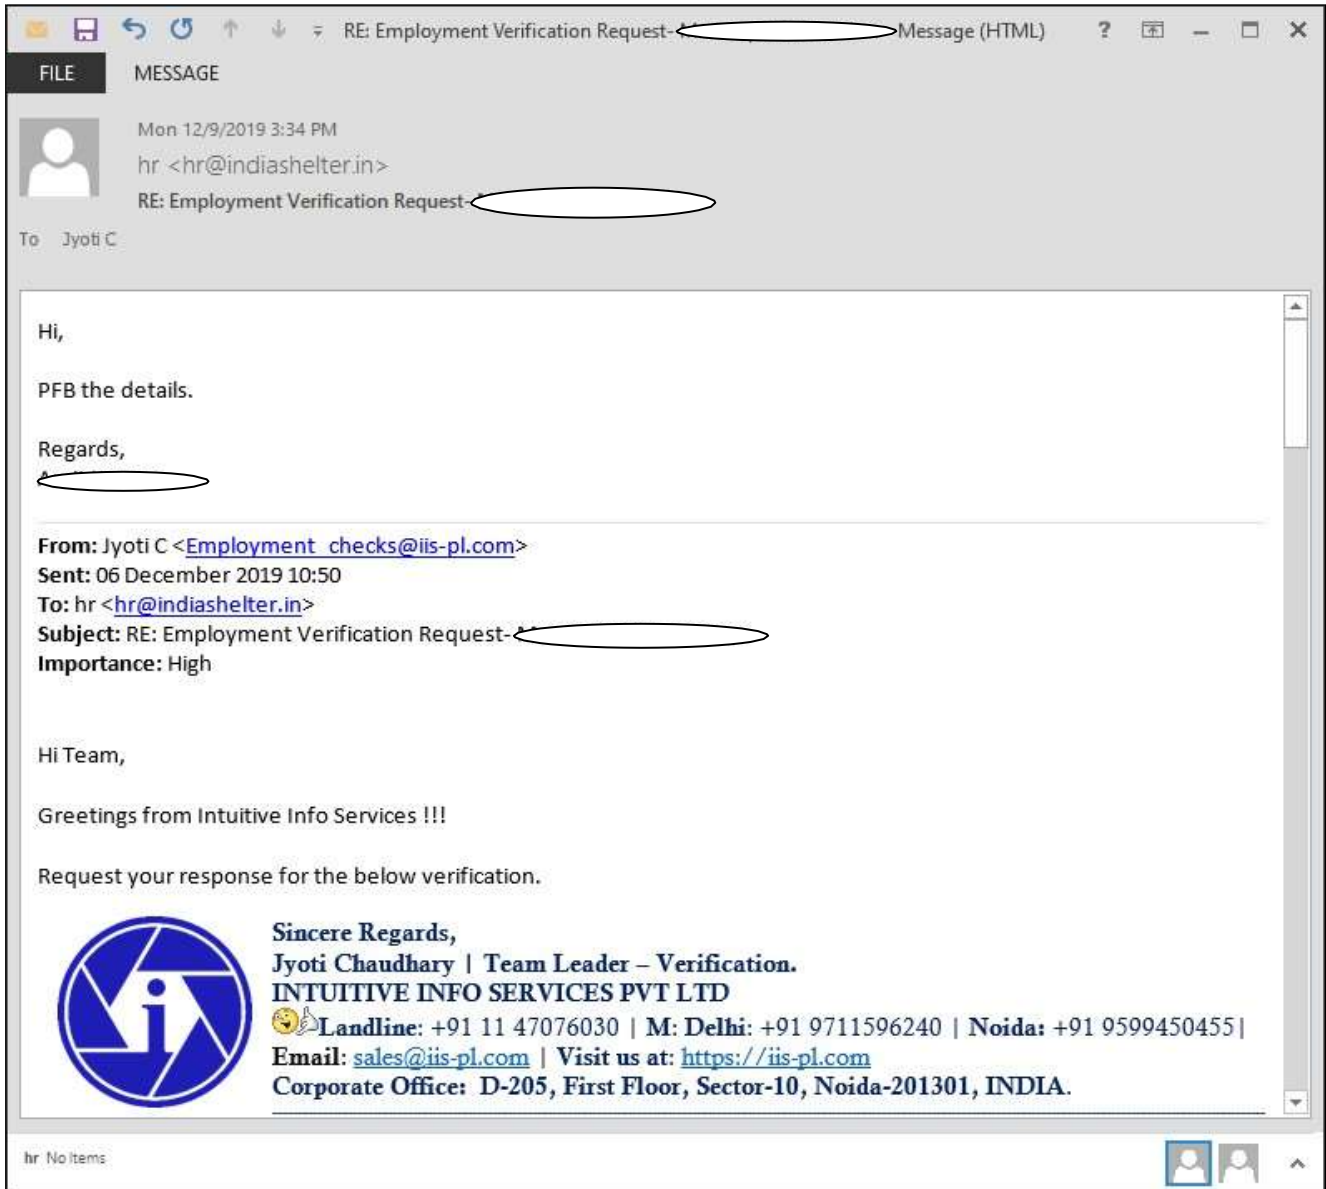 RE: Employment Verification Request- Message (HTML) ?
FILE MESSAGE
Mon 12/9/2019 3:34 PM
hr <hr@indiashelter.in>
RE: Employment Verification Request-
To Jyoti C
Hi,
PFB the details.
Regards,
From: Jyoti C <Employment_checks@iis-pl.com>
Sent: 06 December 2019 10:50
To: hr <hr@indiashelter.in>
Subject: RE: Employment Verification Request-
Importance: High
Hi Team,
Greetings from Intuitive Info Services !!!
Request your response for the below verification.
i
Sincere Regards,
Jyoti Chaudhary | Team Leader – Verification.
INTUITIVE INFO SERVICES PVT LTD
Landline: +91 11 47076030 | M: Delhi: +91 9711596240 | Noida: +91 9599450455|
Email: sales@iis-pl.com | Visit us at: https://iis-pl.com
Corporate Office: D-205, First Floor, Sector-10, Noida-201301, INDIA.
hr No Items